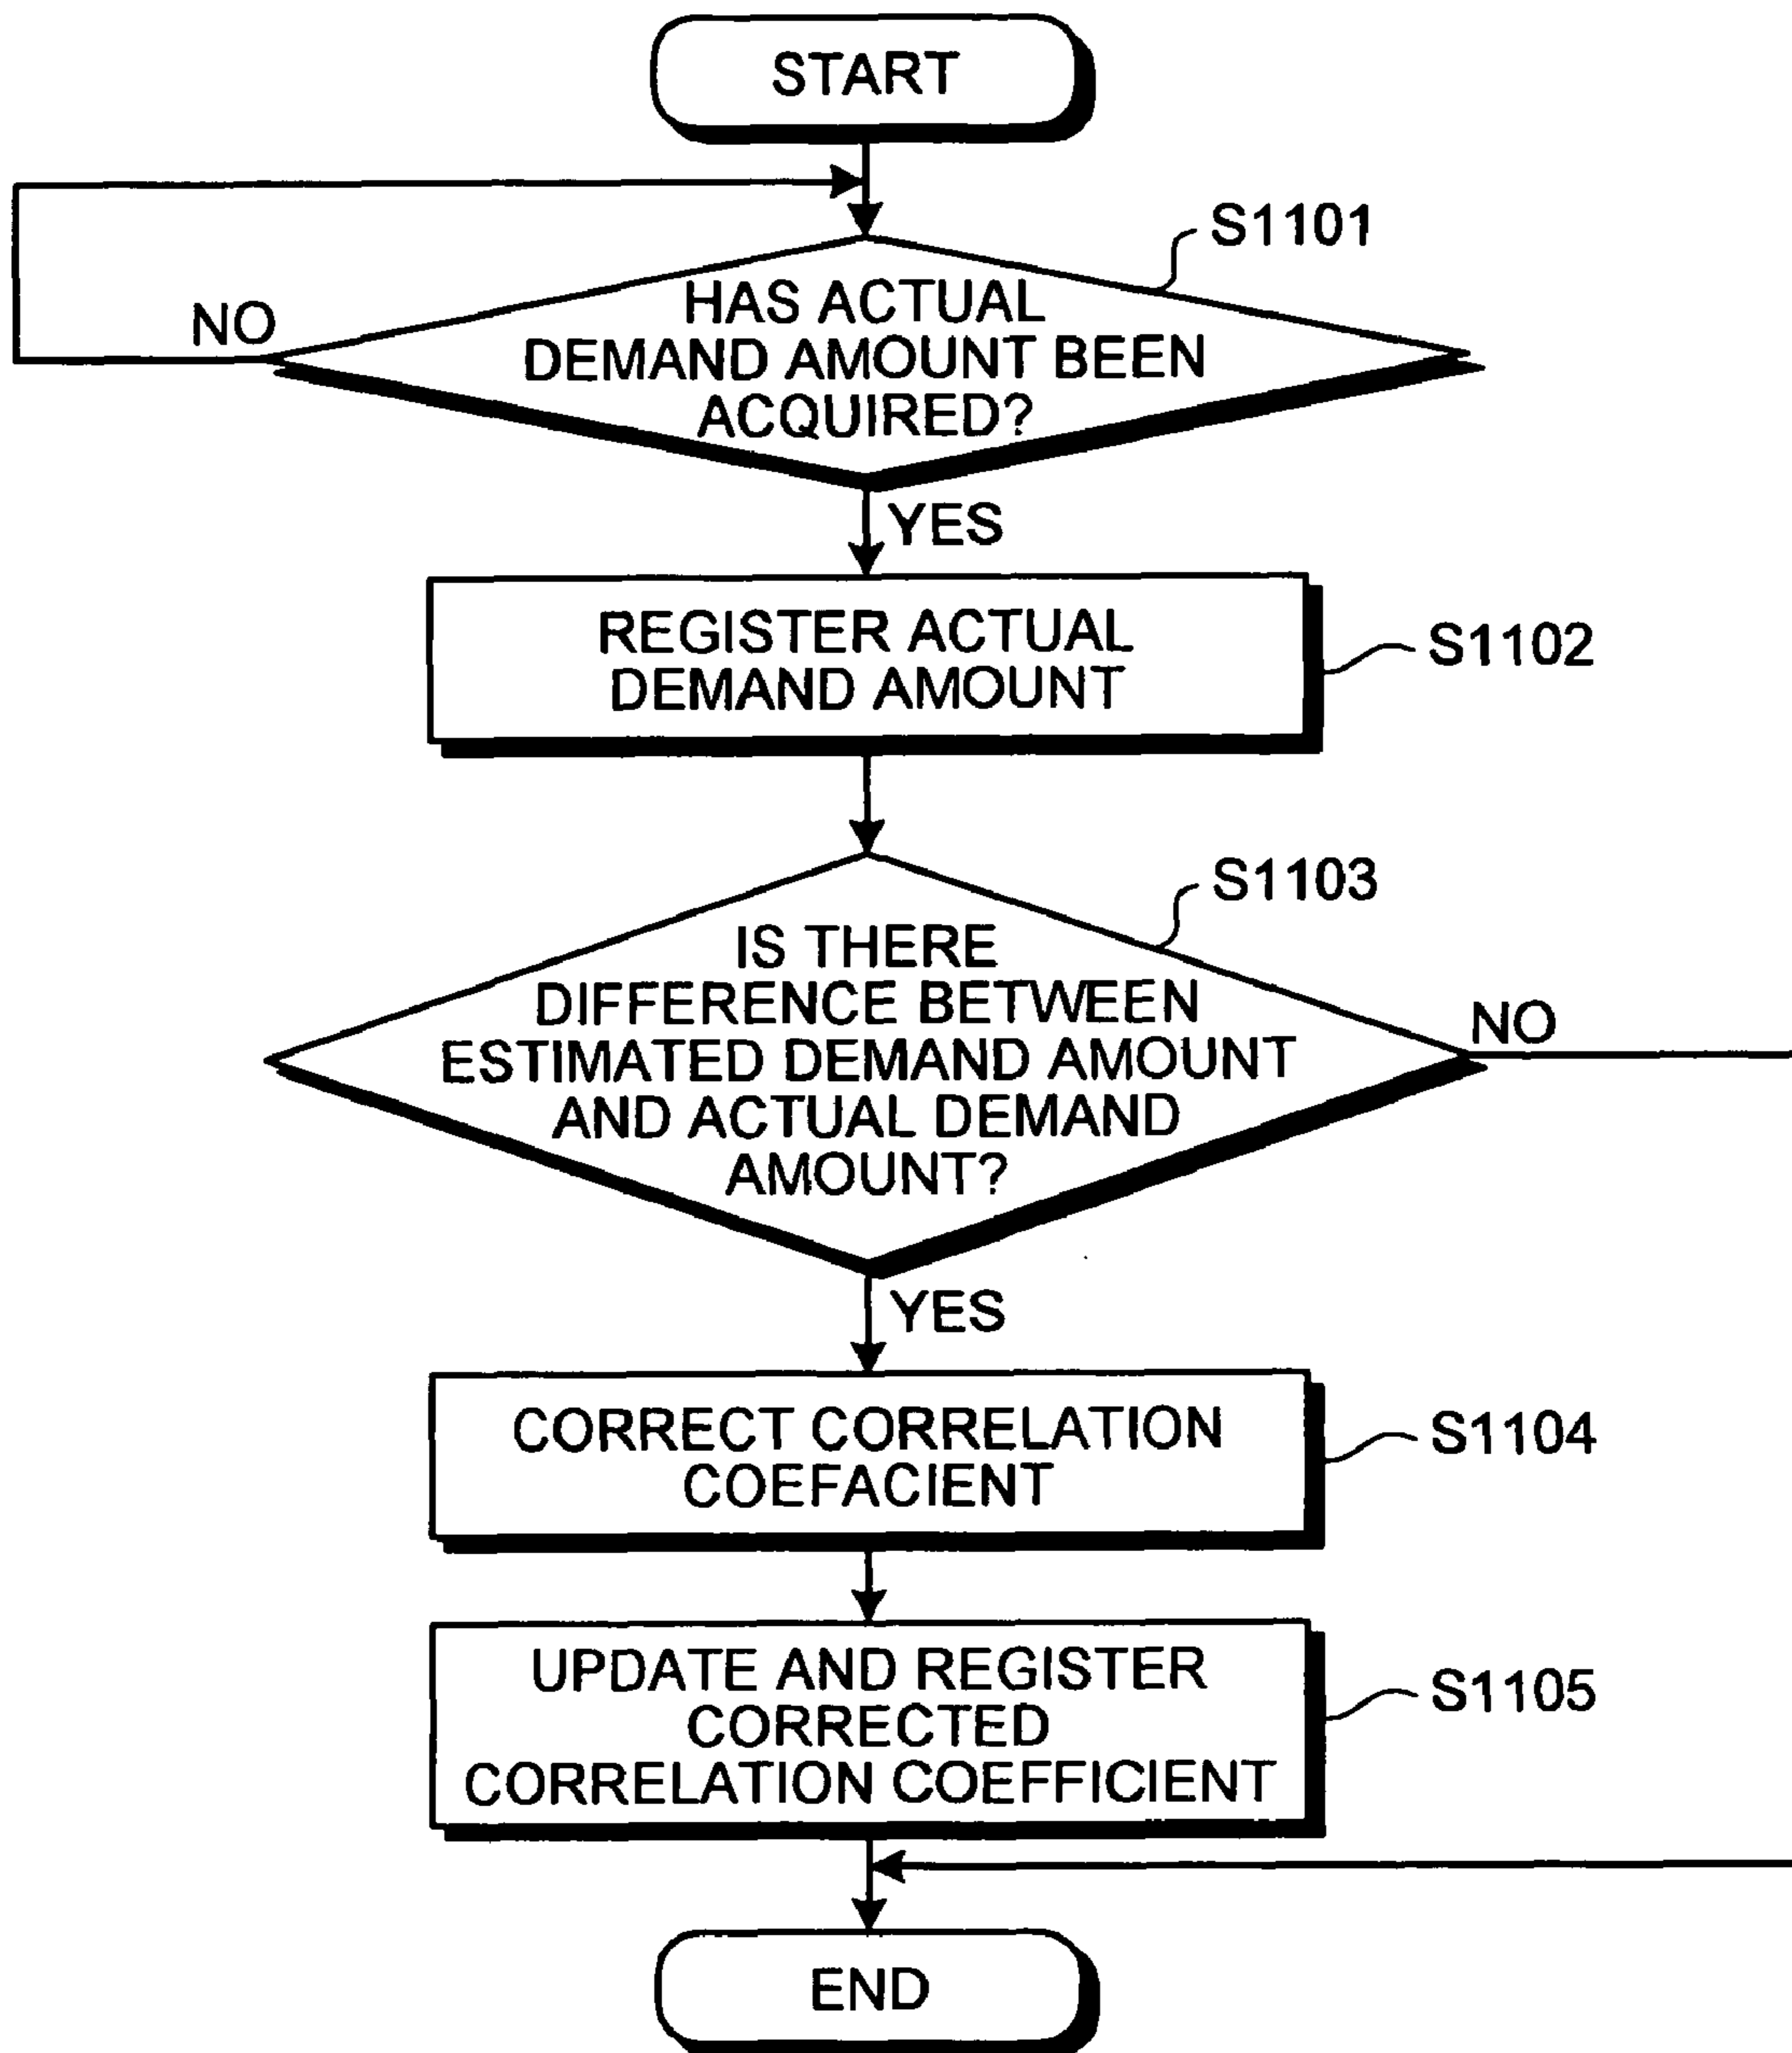 START
S1101
NO
HAS ACTUAL
DEMAND AMOUNT BEEN
ACQUIRED?
YES
REGISTER ACTUAL
DEMAND AMOUNT
S1102
S1103
IS THERE
DIFFERENCE BETWEEN
ESTIMATED DEMAND AMOUNT
AND ACTUAL DEMAND
AMOUNT?
NO
YES
CORRECT CORRELATION
COEFACIENT
S1104
UPDATE AND REGISTER
CORRECTED
CORRELATION COEFFICIENT
S1105
END